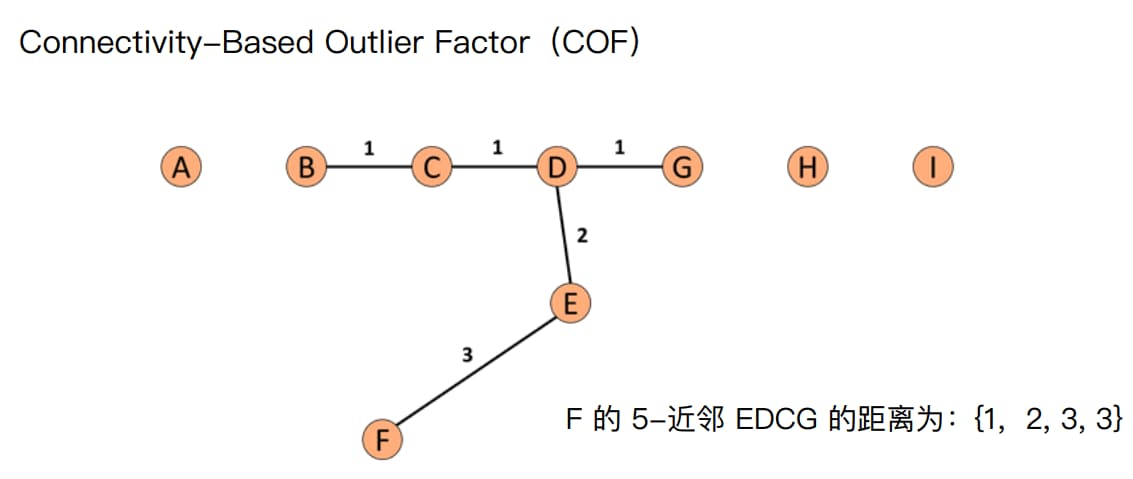 Connectivity–Based Outlier Factor（COF）
1 1 1
A B C D G H I
2
E
3
F 的 5–近邻 EDCG 的距离为：{1， 2, 3, 3}
F